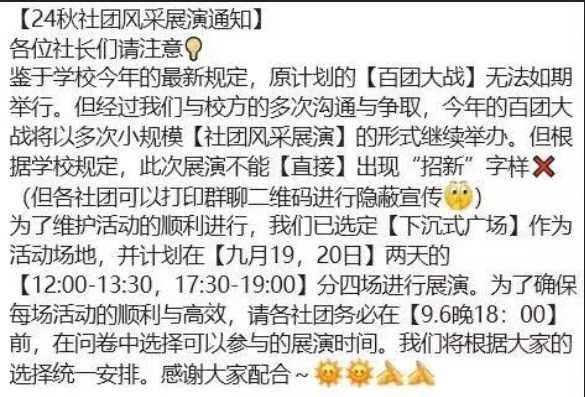 【24秋社团风采展演通知】
各位社长们请注意👇
鉴于学校今年的最新规定，原计划的【百团大战】无法如期
举行。但经过我们与校方的多次沟通与争取，今年的百团大
战将以多次小规模【社团风采展演】的形式继续举办。但根
据学校规定，此次展演不能【直接】出现“招新”字样❌
（但各社团可以打印群聊二维码进行隐蔽宣传🤫）
为了维护活动的顺利进行，我们已选定【下沉式广场】作为
活动场地，并计划在【九月19，20日】两天的
【12:00-13:30，17:30-19:00】分四场进行展演。为了确保
每场活动的顺利与高效，请各社团务必在【9.6晚18：00】
前，在问卷中选择可以参与的展演时间。我们将根据大家的
选择统一安排。感谢大家配合～🌞🌞🙏🙏